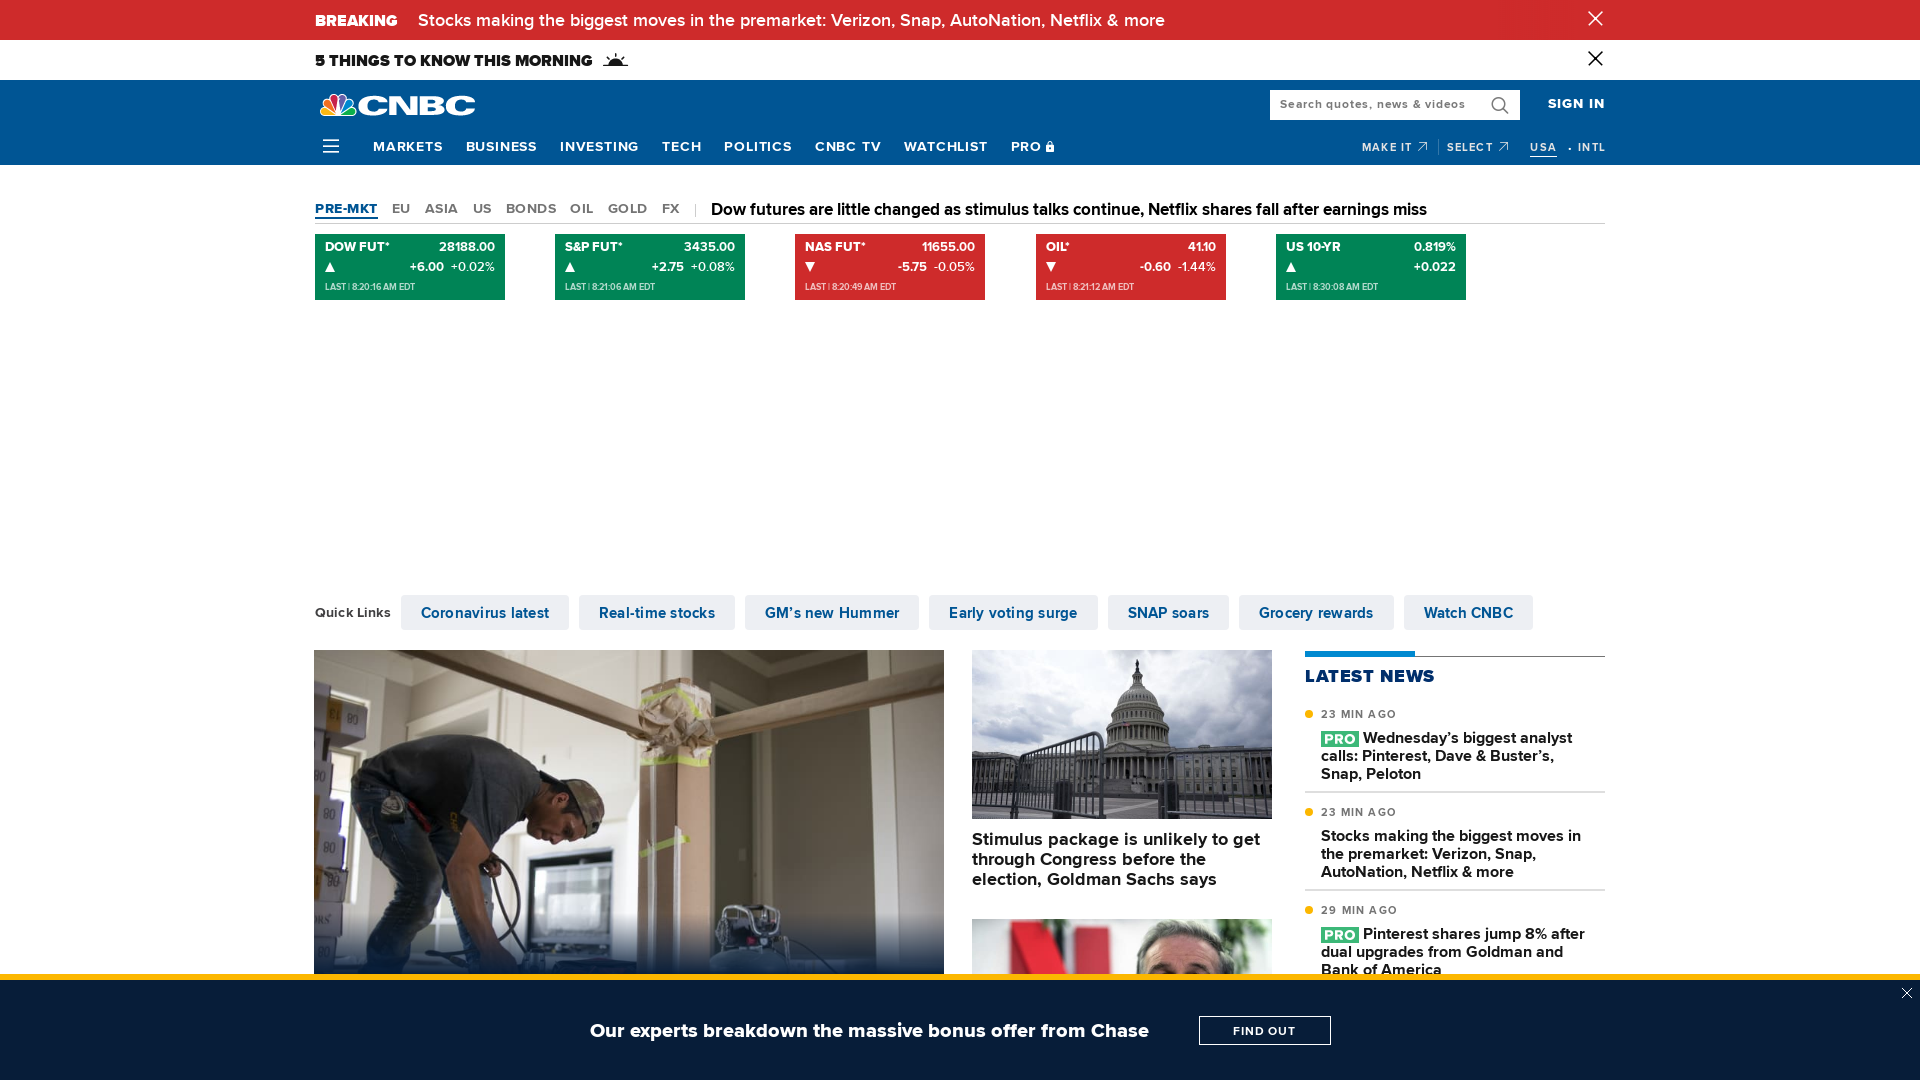 BREAKING Stocks making the biggest moves in the premarket: Verizon, Snap, AutoNation, Netflix & more
5 THINGS TO KNOW THIS MORNING
CNBC
Search quotes, news & videos
SIGN IN
MARKETS BUSINESS INVESTING TECH POLITICS CNBC TV WATCHLIST PRO
MAKE IT SELECT USA • INTL
PRE-MKT EU ASIA US BONDS OIL GOLD FX
Dow futures are little changed as stimulus talks continue, Netflix shares fall after earnings miss
DOW FUT* 28188.00
+6.00 +0.02%
LAST | 8:20:16 AM EDT
S&P FUT* 3435.00
+2.75 +0.08%
LAST | 8:21:06 AM EDT
NAS FUT* 11655.00
-5.75 -0.05%
LAST | 8:20:49 AM EDT
OIL* 41.10
-0.60 -1.44%
LAST | 8:21:12 AM EDT
US 10-YR 0.819%
+0.022
LAST | 8:30:08 AM EDT
Quick Links
Coronavirus latest
Real-time stocks
GM’s new Hummer
Early voting surge
SNAP soars
Grocery rewards
Watch CNBC
Stimulus package is unlikely to get
through Congress before the
election, Goldman Sachs says
LATEST NEWS
23 MIN AGO
PRO Wednesday’s biggest analyst
calls: Pinterest, Dave & Buster’s,
Snap, Peloton
23 MIN AGO
Stocks making the biggest moves in
the premarket: Verizon, Snap,
AutoNation, Netflix & more
29 MIN AGO
PRO Pinterest shares jump 8% after
dual upgrades from Goldman and
Bank of America
Our experts breakdown the massive bonus offer from Chase
FIND OUT